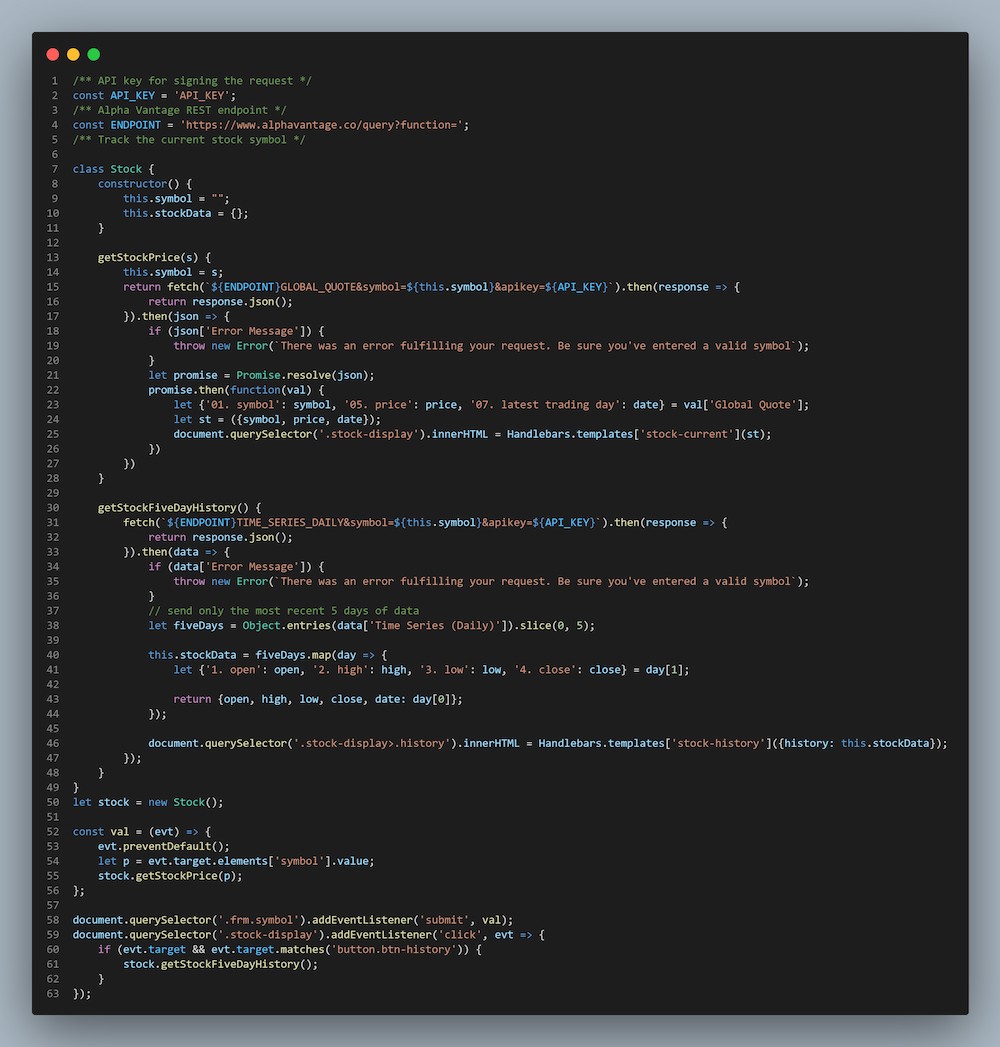 1 /** API key for signing the request */
2 const API_KEY = 'API_KEY';
3 /** Alpha Vantage REST endpoint */
4 const ENDPOINT = 'https://www.alphavantage.co/query?function=';
5 /** Track the current stock symbol */
6
7 class Stock {
8     constructor() {
9         this.symbol = "";
10         this.stockData = {};
11     }
12
13     getStockPrice(s) {
14         this.symbol = s;
15         return fetch(`${ENDPOINT}GLOBAL_QUOTE&symbol=${this.symbol}&apikey=${API_KEY}`).then(response => {
16             return response.json();
17         }).then(json => {
18             if (json['Error Message']) {
19                 throw new Error(`There was an error fulfilling your request. Be sure you've entered a valid symbol`);
20             }
21             let promise = Promise.resolve(json);
22             promise.then(function(val) {
23                 let {'01. symbol': symbol, '05. price': price, '07. latest trading day': date} = val['Global Quote'];
24                 let st = ({symbol, price, date});
25                 document.querySelector('.stock-display').innerHTML = Handlebars.templates['stock-current'](st);
26             })
27         })
28     }
29
30     getStockFiveDayHistory() {
31         fetch(`${ENDPOINT}TIME_SERIES_DAILY&symbol=${this.symbol}&apikey=${API_KEY}`).then(response => {
32             return response.json();
33         }).then(data => {
34             if (data['Error Message']) {
35                 throw new Error(`There was an error fulfilling your request. Be sure you've entered a valid symbol`);
36             }
37             // send only the most recent 5 days of data
38             let fiveDays = Object.entries(data['Time Series (Daily)']).slice(0, 5);
39
40             this.stockData = fiveDays.map(day => {
41                 let {'1. open': open, '2. high': high, '3. low': low, '4. close': close} = day[1];
42
43                 return {open, high, low, close, date: day[0]};
44             });
45
46             document.querySelector('.stock-display>.history').innerHTML = Handlebars.templates['stock-history']({history: this.stockData});
47         });
48     }
49 }
50 let stock = new Stock();
51
52 const val = (evt) => {
53     evt.preventDefault();
54     let p = evt.target.elements['symbol'].value;
55     stock.getStockPrice(p);
56 };
57
58 document.querySelector('.frm.symbol').addEventListener('submit', val);
59 document.querySelector('.stock-display').addEventListener('click', evt => {
60     if (evt.target && evt.target.matches('button.btn-history')) {
61         stock.getStockFiveDayHistory();
62     }
63 });